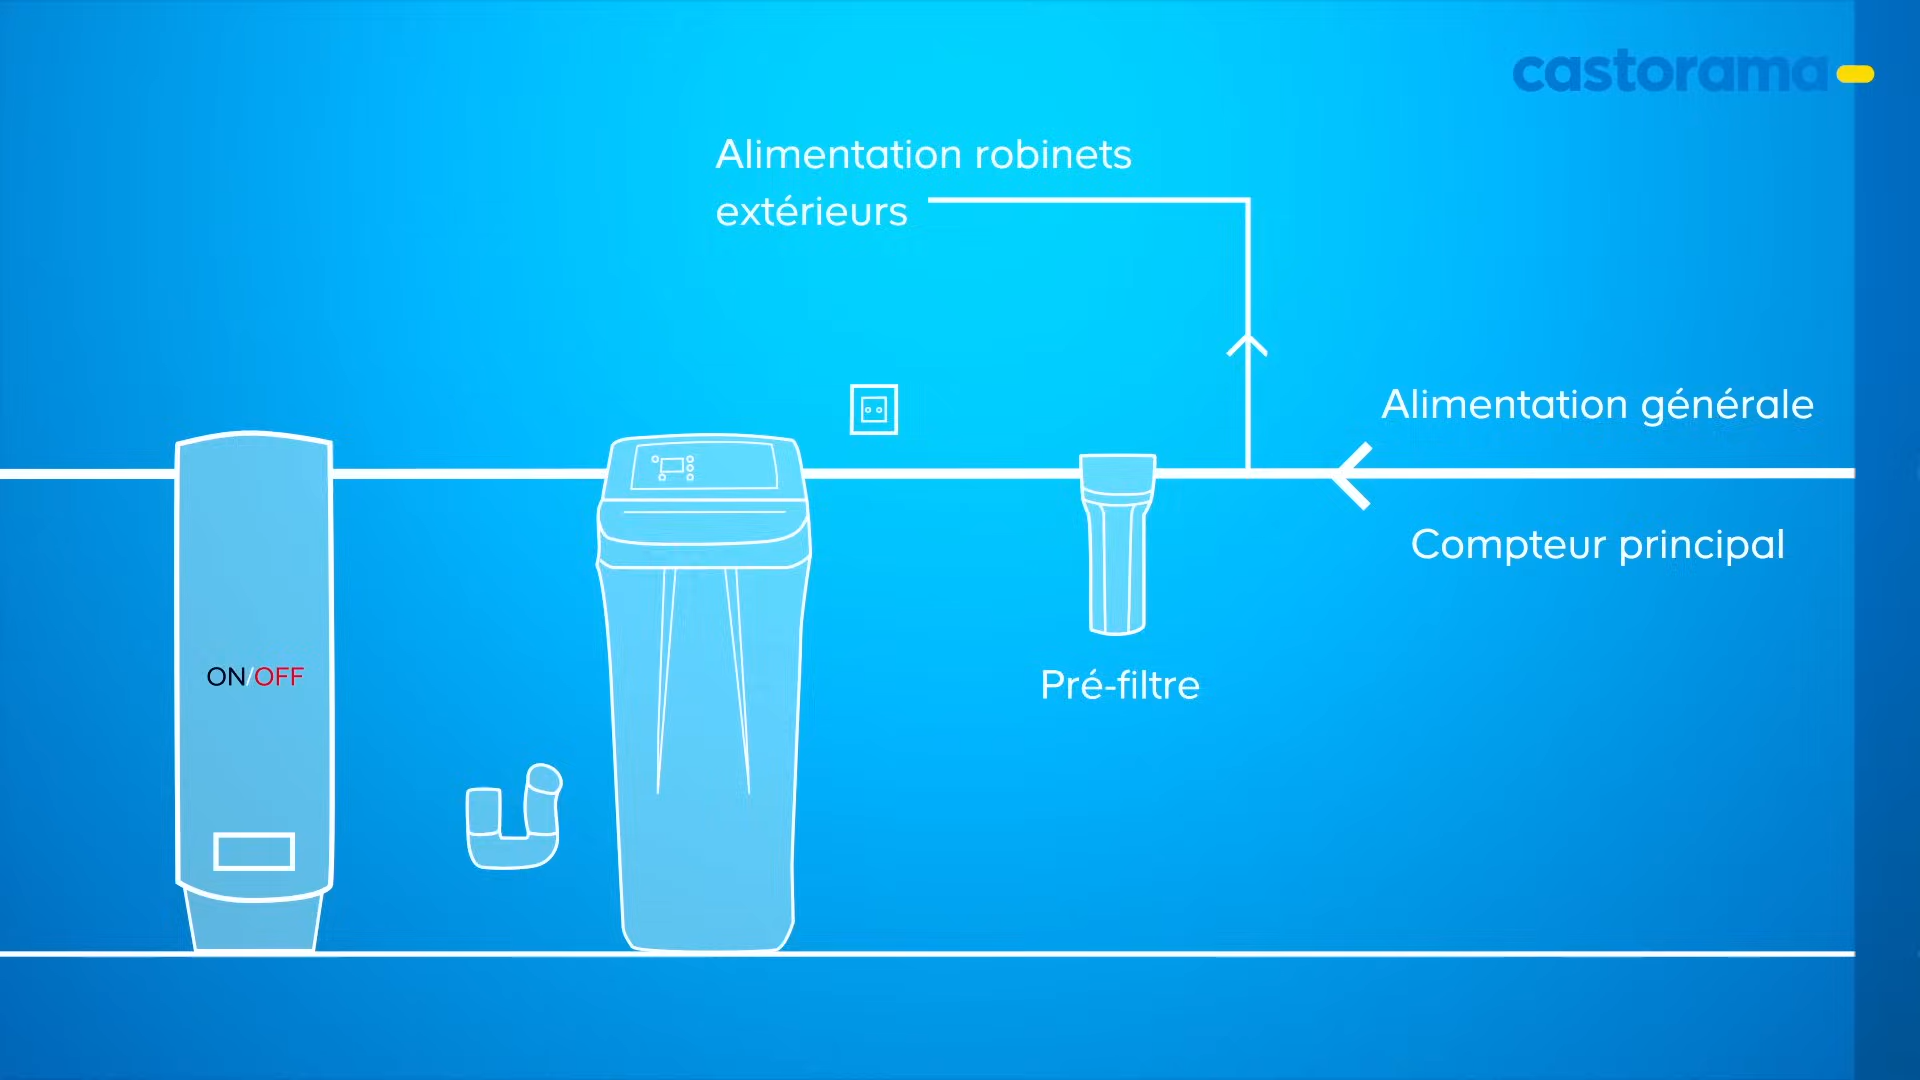 castorama
Alimentation robinets
extérieurs
Alimentation générale
Compteur principal
ON/OFF
Pré-filtre